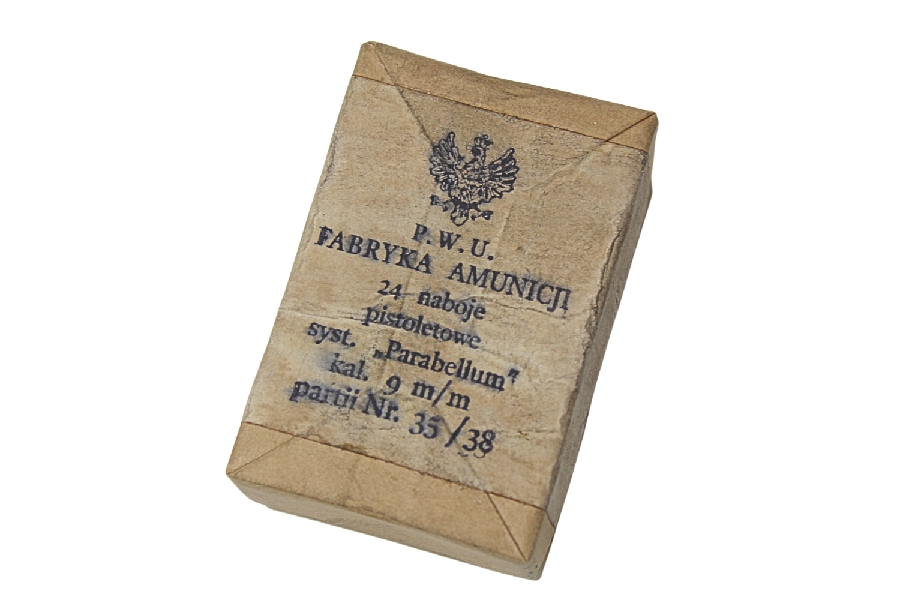 P.W.U.
FABRYKA AMUNICJI
24 naboje
pistoletowe
syst. „Parabellum”
kal. 9 m/m
partii Nr. 35/38